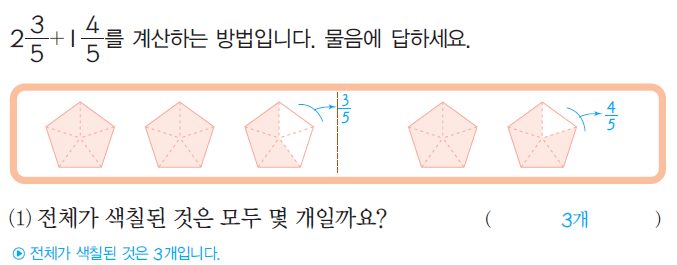 2 3/5 + 1 4/5 를 계산하는 방법입니다. 물음에 답하세요.
3/5
4/5
(1) 전체가 색칠된 것은 모두 몇 개일까요? ( 3개 )
전체가 색칠된 것은 3개입니다.